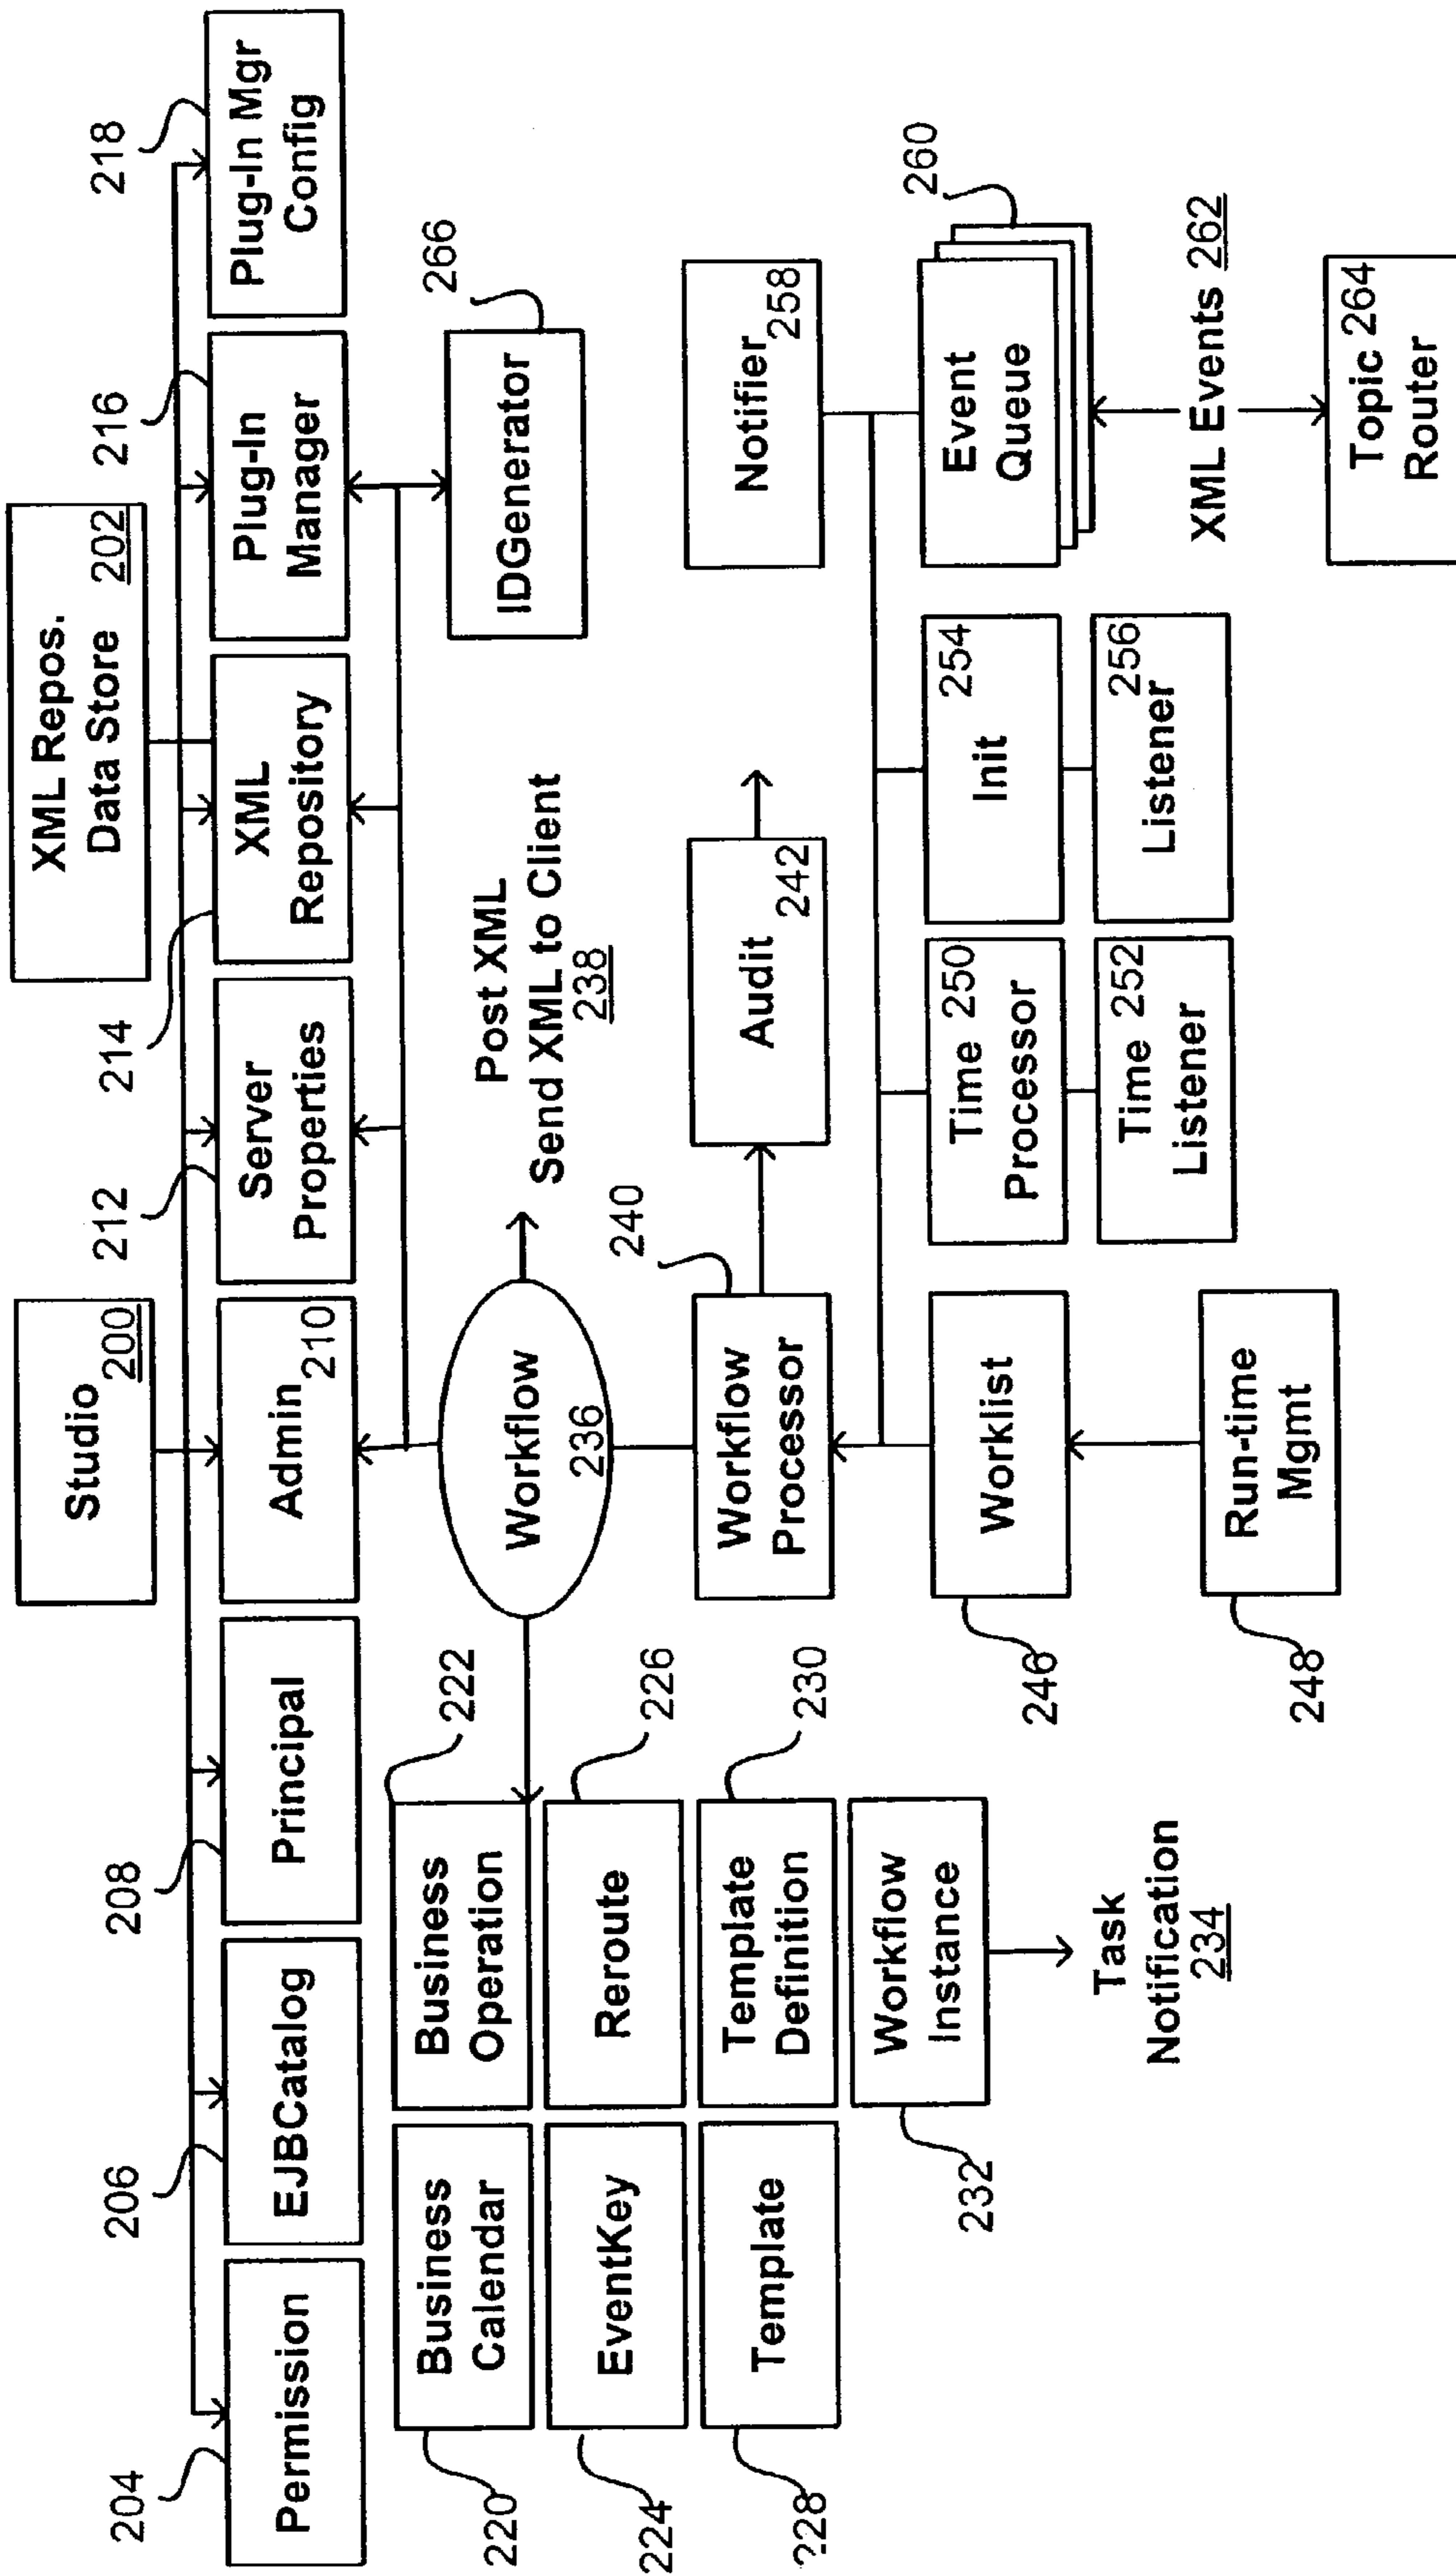 Studio 200
XML Repos.
Data Store 202
204
206
208
212
214
216
218
Permission
EJBCatalog
Principal
Admin 210
Server
Properties
XML
Repository
Plug-In
Manager
Plug-In Mgr
Config
222
266
Business
Calendar
Business
Operation
Workflow
236
Post XML
Send XML to Client
238
IDGenerator
220
226
EventKey
Reroute
224
230
240
Template
Template
Definition
Workflow
Processor
Audit
242
Notifier
258
228
Workflow
Instance
232
260
Worklist
Time 250
Processor
Init 254
Event
Queue
246
Task
Notification
234
Time 252
Listener
256
Listener
XML Events 262
Run-time
Mgmt
248
Topic 264
Router